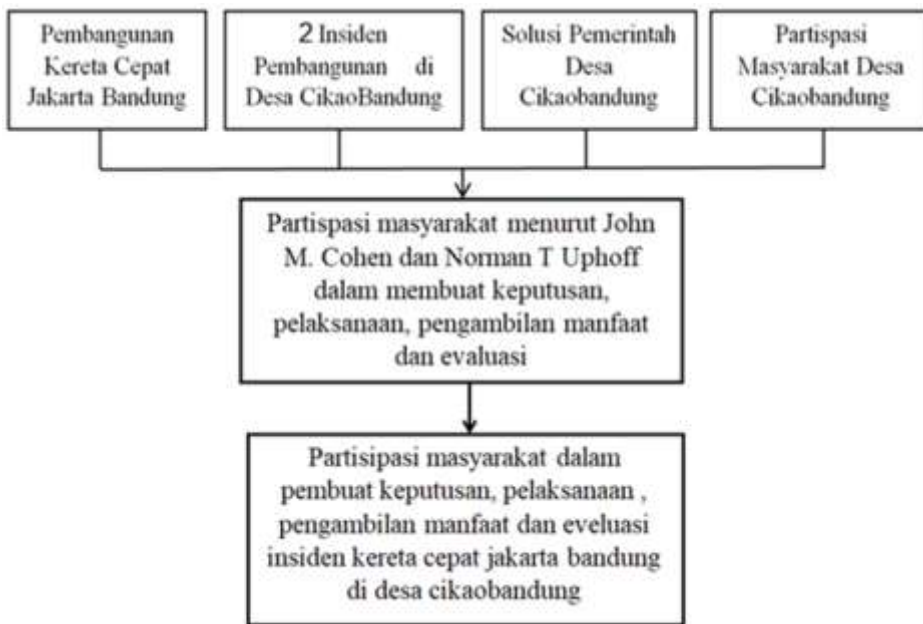 Pembangunan
Kereta Cepat
Jakarta Bandung
2 Insiden
Pembangunan di
Desa CikaoBandung
Solusi Pemerintah
Desa
Cikaobandung
Partispasi
Masyarakat Desa
Cikaobandung
Partispasi masyarakat menurut John
M. Cohen dan Norman T Uphoff
dalam membuat keputusan,
pelaksanaan, pengambilan manfaat
dan evaluasi
Partisipasi masyarakat dalam
pembuat keputusan, pelaksanaan ,
pengambilan manfaat dan eveluasi
insiden kereta cepat jakarta bandung
di desa cikaobandung